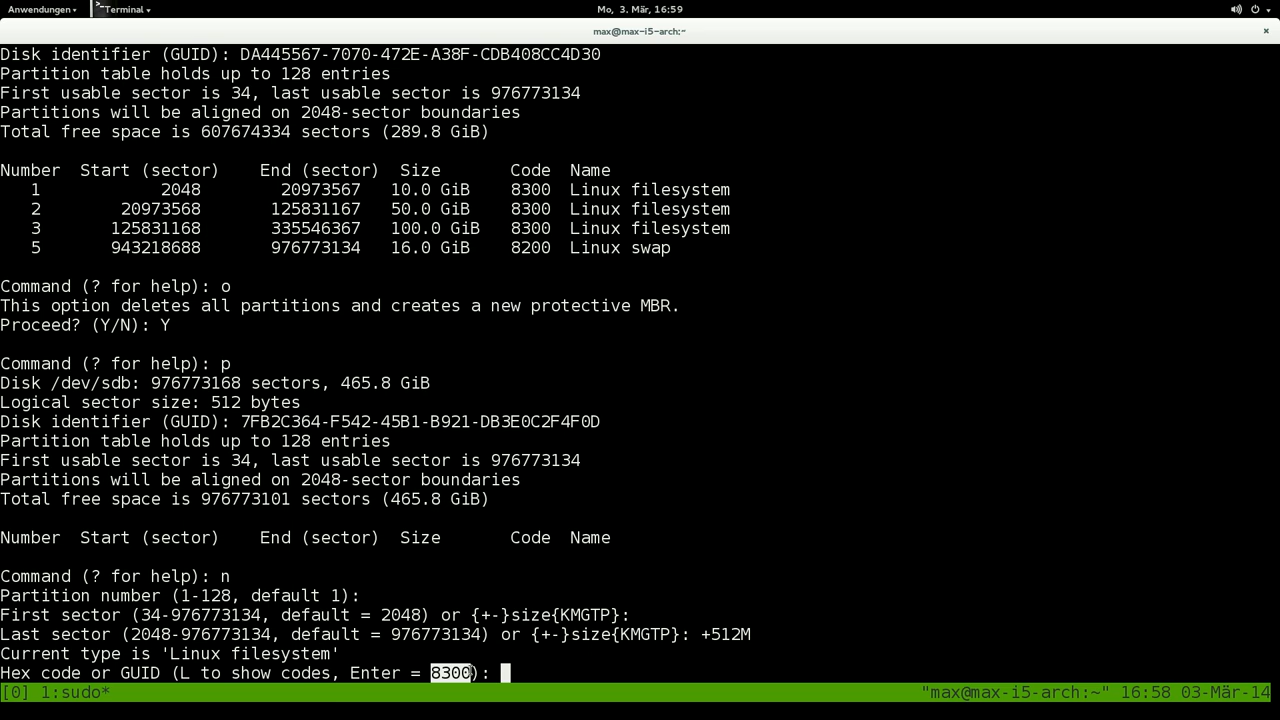 Anwendungen Terminal Mo, 3. Mär, 16:59
max@max-i5-arch:~
Disk identifier (GUID): DA445567-7070-472E-A38F-CDB408CC4D30
Partition table holds up to 128 entries
First usable sector is 34, last usable sector is 976773134
Partitions will be aligned on 2048-sector boundaries
Total free space is 607674334 sectors (289.8 GiB)
Number  Start (sector)    End (sector)  Size       Code  Name
   1            2048        20973567   10.0 GiB    8300  Linux filesystem
   2        20973568       125831167   50.0 GiB    8300  Linux filesystem
   3       125831168       335546367   100.0 GiB   8300  Linux filesystem
   5       943218688       976773134   16.0 GiB    8200  Linux swap
Command (? for help): o
This option deletes all partitions and creates a new protective MBR.
Proceed? (Y/N): Y
Command (? for help): p
Disk /dev/sdb: 976773168 sectors, 465.8 GiB
Logical sector size: 512 bytes
Disk identifier (GUID): 7FB2C364-F542-45B1-B921-DB3E0C2F4F0D
Partition table holds up to 128 entries
First usable sector is 34, last usable sector is 976773134
Partitions will be aligned on 2048-sector boundaries
Total free space is 976773101 sectors (465.8 GiB)
Number  Start (sector)    End (sector)  Size       Code  Name
Command (? for help): n
Partition number (1-128, default 1):
First sector (34-976773134, default = 2048) or {+-}size{KMGTP}:
Last sector (2048-976773134, default = 976773134) or {+-}size{KMGTP}: +512M
Current type is 'Linux filesystem'
Hex code or GUID (L to show codes, Enter = 8300):
[0] 1:sudo* "max@max-i5-arch:~" 16:58 03-Mär-14